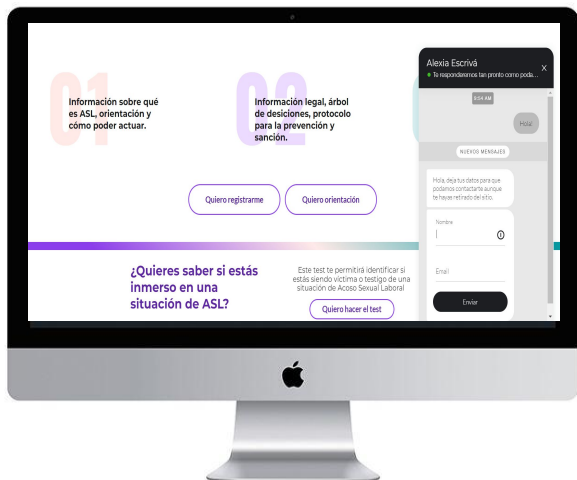 01
Información sobre qué
es ASL, orientación y
cómo poder actuar.
02
Información legal, árbol
de desiciones, protocolo
para la prevención y
sanción.
Quiero registrarme
Quiero orientación
¿Quieres saber si estás
inmerso en una
situación de ASL?
Este test te permitirá identificar si
estás siendo víctima o testigo de una
situación de Acoso Sexual Laboral
Quiero hacer el test
Alexia Escrivá
X
Te responderemos tan pronto como poda...
Hola!
NUEVOS MENSAJES
Hola, deja tus datos para que
podamos contactarte aunque
te hayas retirado del sitio.
Nombre
Email
Enviar